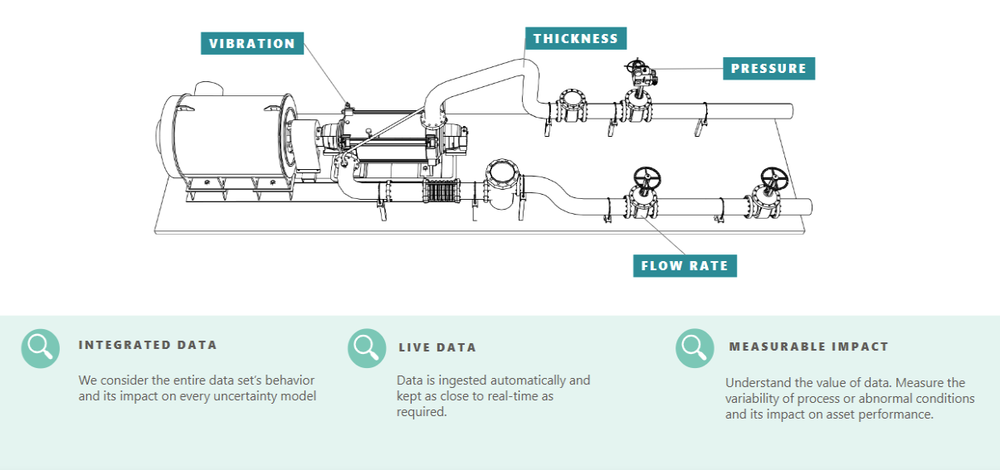 VIBRATION
THICKNESS
PRESSURE
FLOW RATE
INTEGRATED DATA
We consider the entire data set’s behavior
and its impact on every uncertainty model
LIVE DATA
Data is ingested automatically and
kept as close to real-time as
required.
MEASURABLE IMPACT
Understand the value of data. Measure the
variability of process or abnormal conditions
and its impact on asset performance.